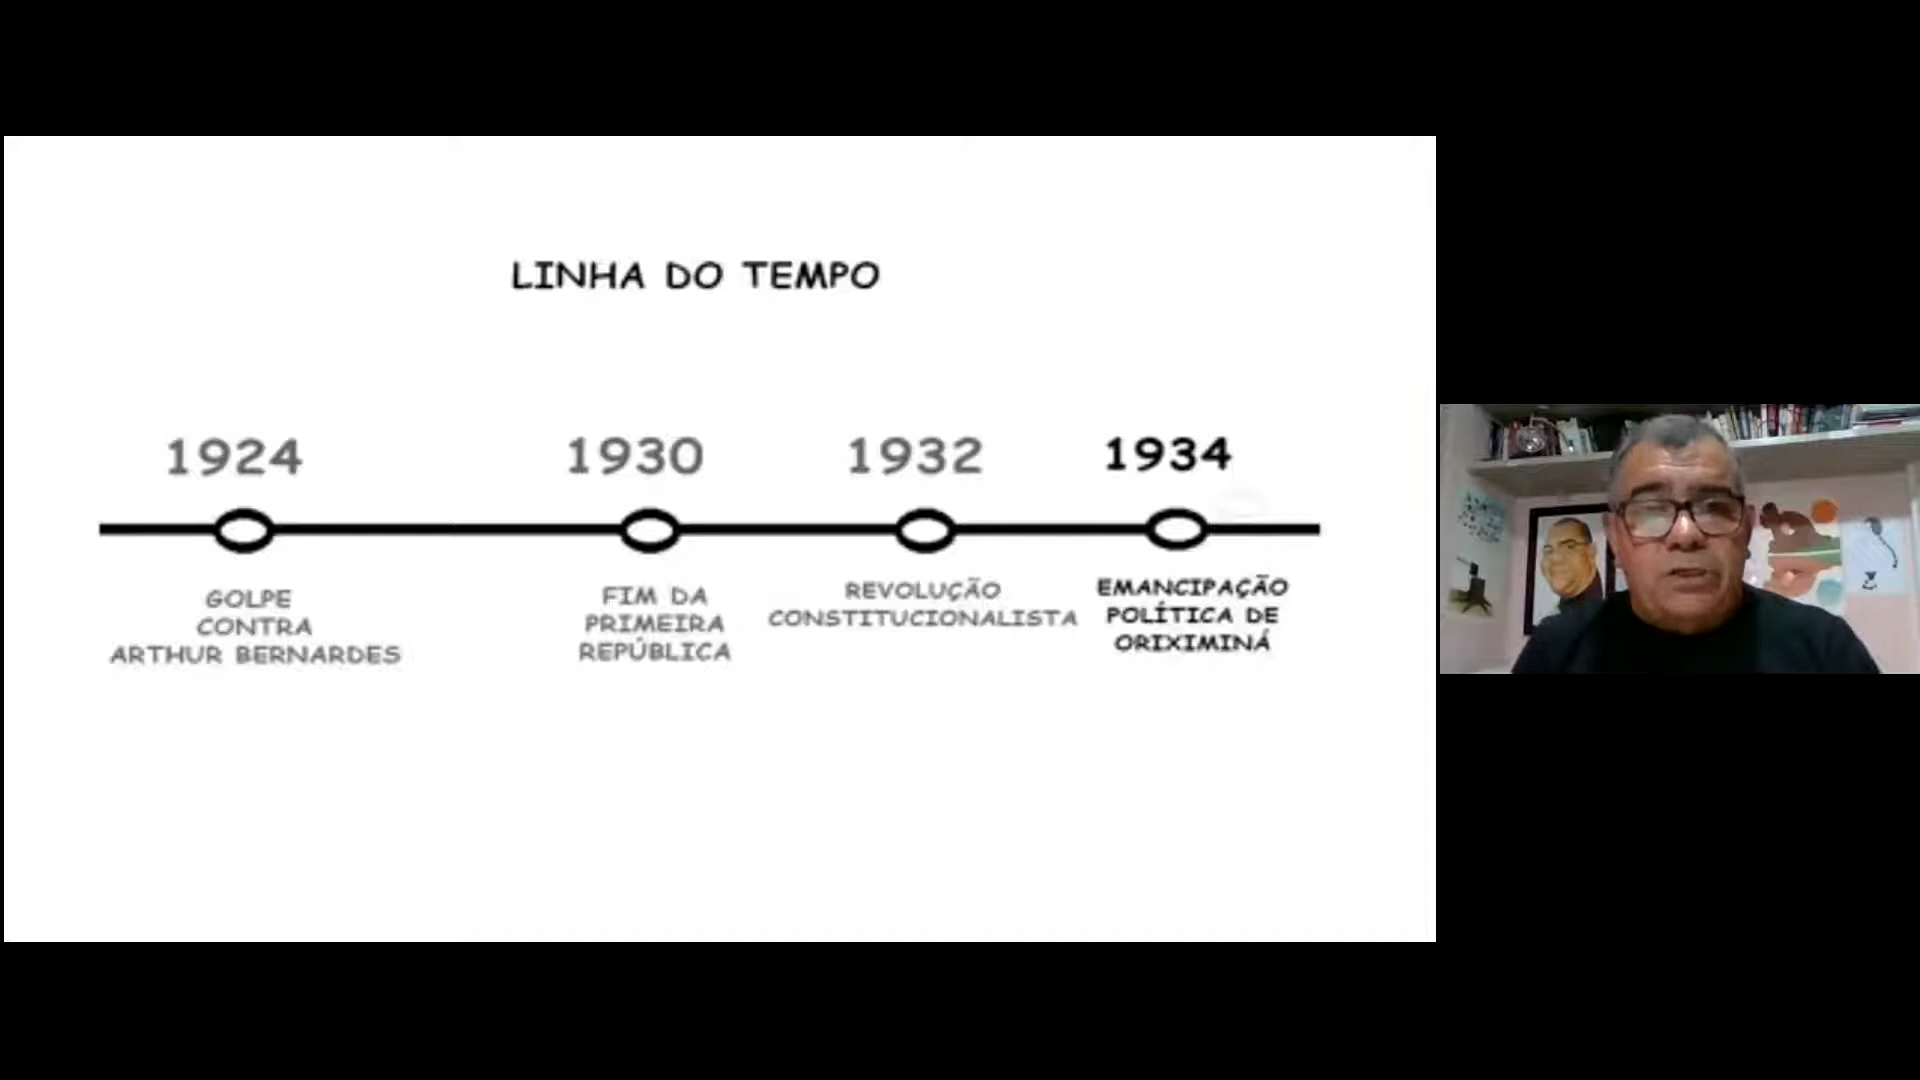 LINHA DO TEMPO
1924
1930
1932
1934
GOLPE
CONTRA
ARTHUR BERNARDES
FIM DA
PRIMEIRA
REPÚBLICA
REVOLUÇÃO
CONSTITUCIONALISTA
EMANCIPAÇÃO
POLÍTICA DE
ORIXIMINÁ